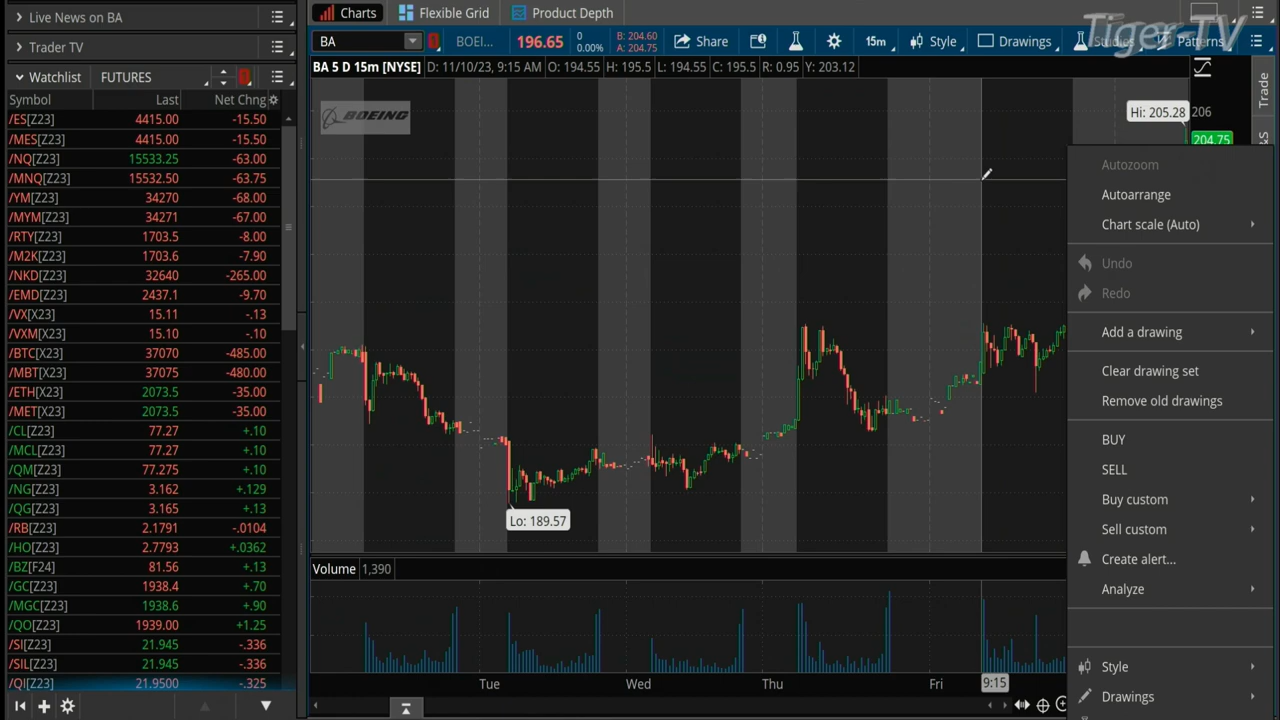 Live News on BA
Trader TV
Watchlist FUTURES
Symbol Last Net Chng
/ES[Z23] 4415.00 -15.50
/MES[Z23] 4415.00 -15.50
/NQ[Z23] 15533.25 -63.00
/MNQ[Z23] 15532.50 -63.75
/YM[Z23] 34270 -68.00
/MYM[Z23] 34271 -67.00
/RTY[Z23] 1703.5 -8.00
/M2K[Z23] 1703.6 -7.90
/NKD[Z23] 32640 -265.00
/EMD[Z23] 2437.1 -9.70
/VX[X23] 15.11 -.13
/VXM[X23] 15.10 -.10
/BTC[X23] 37070 -485.00
/MBT[X23] 37075 -480.00
/ETH[X23] 2073.5 -35.00
/MET[X23] 2073.5 -35.00
/CL[Z23] 77.27 +.10
/MCL[Z23] 77.27 +.10
/QM[Z23] 77.275 +.10
/NG[Z23] 3.162 +.129
/QG[Z23] 3.165 +.13
/RB[Z23] 2.1791 -.0104
/HO[Z23] 2.7793 +.0362
/BZ[F24] 81.56 +.13
/GC[Z23] 1938.4 +.70
/MGC[Z23] 1938.6 +.90
/QO[Z23] 1939.00 +1.25
/SI[Z23] 21.945 -.336
/SIL[Z23] 21.945 -.336
/QI[Z23] 21.9500 -.325
Charts Flexible Grid Product Depth
Tiger-TV
BA BOEI... 196.65 0 0.00% B: 204.60 A: 204.75 Share 15m Style Drawings Studies Patterns
BA 5 D 15m [NYSE] D: 11/10/23, 9:15 AM O: 194.55 H: 195.5 L: 194.55 C: 195.5 R: 0.95 Y: 203.12
BOEING
Hi: 205.28 206
204.75
Lo: 189.57
Volume 1,390
Tue Wed Thu Fri 9:15
Autozoom
Autoarrange
Chart scale (Auto)
Undo
Redo
Add a drawing
Clear drawing set
Remove old drawings
BUY
SELL
Buy custom
Sell custom
Create alert...
Analyze
Style
Drawings
Trade